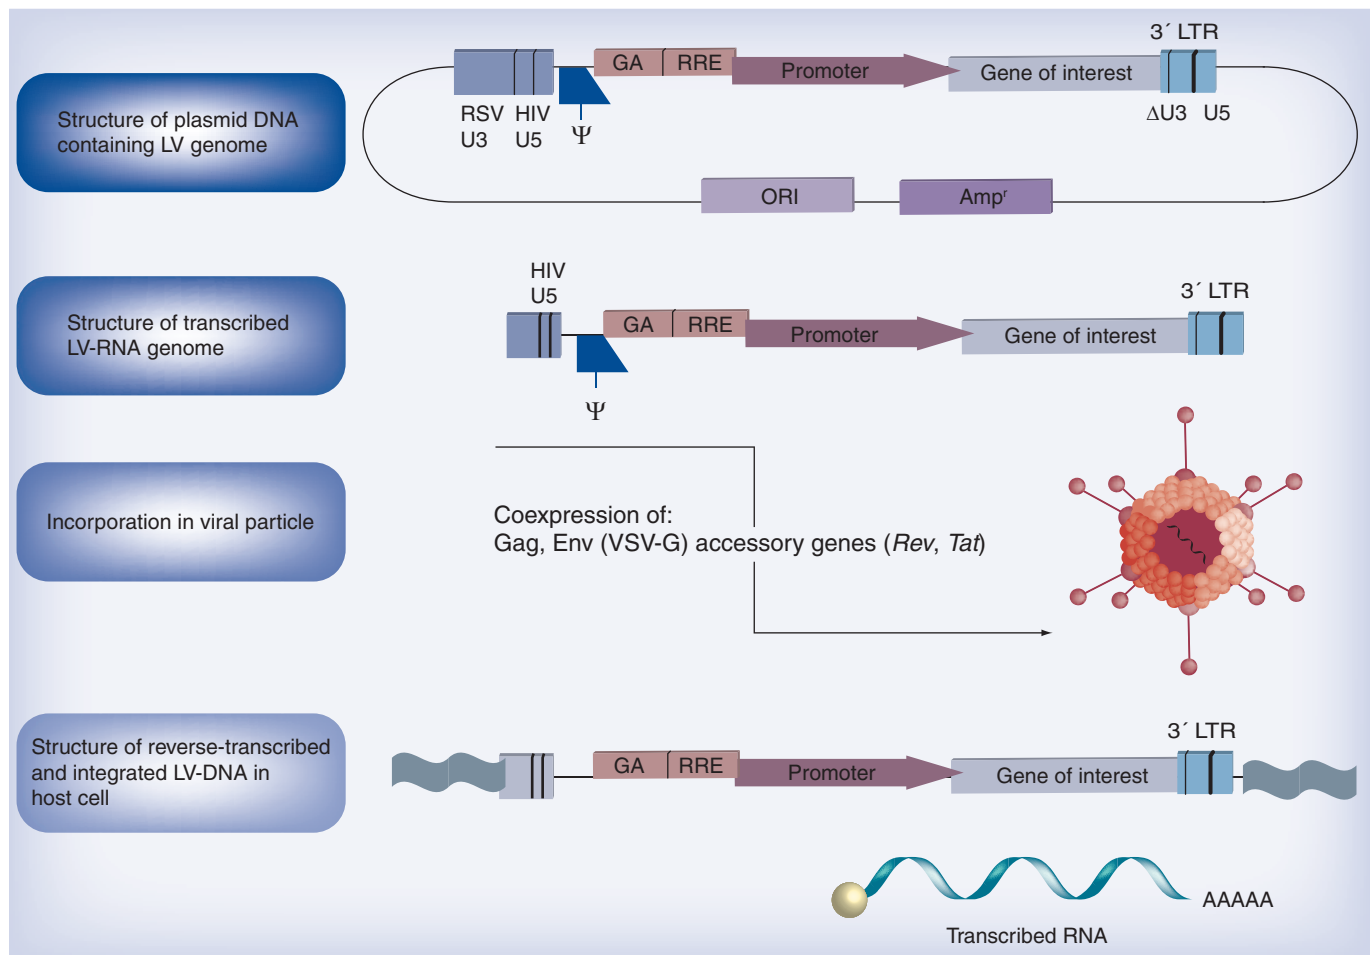 3´ LTR
GA RRE Promoter Gene of interest
Structure of plasmid DNA
containing LV genome
RSV HIV
U3 U5
Ψ
ΔU3 U5
ORI Ampʳ
HIV
U5
3´ LTR
Structure of transcribed
LV-RNA genome
GA RRE Promoter Gene of interest
Ψ
Incorporation in viral particle
Coexpression of:
Gag, Env (VSV-G) accessory genes (Rev, Tat)
Structure of reverse-transcribed
and integrated LV-DNA in
host cell
3´ LTR
GA RRE Promoter Gene of interest
AAAAA
Transcribed RNA